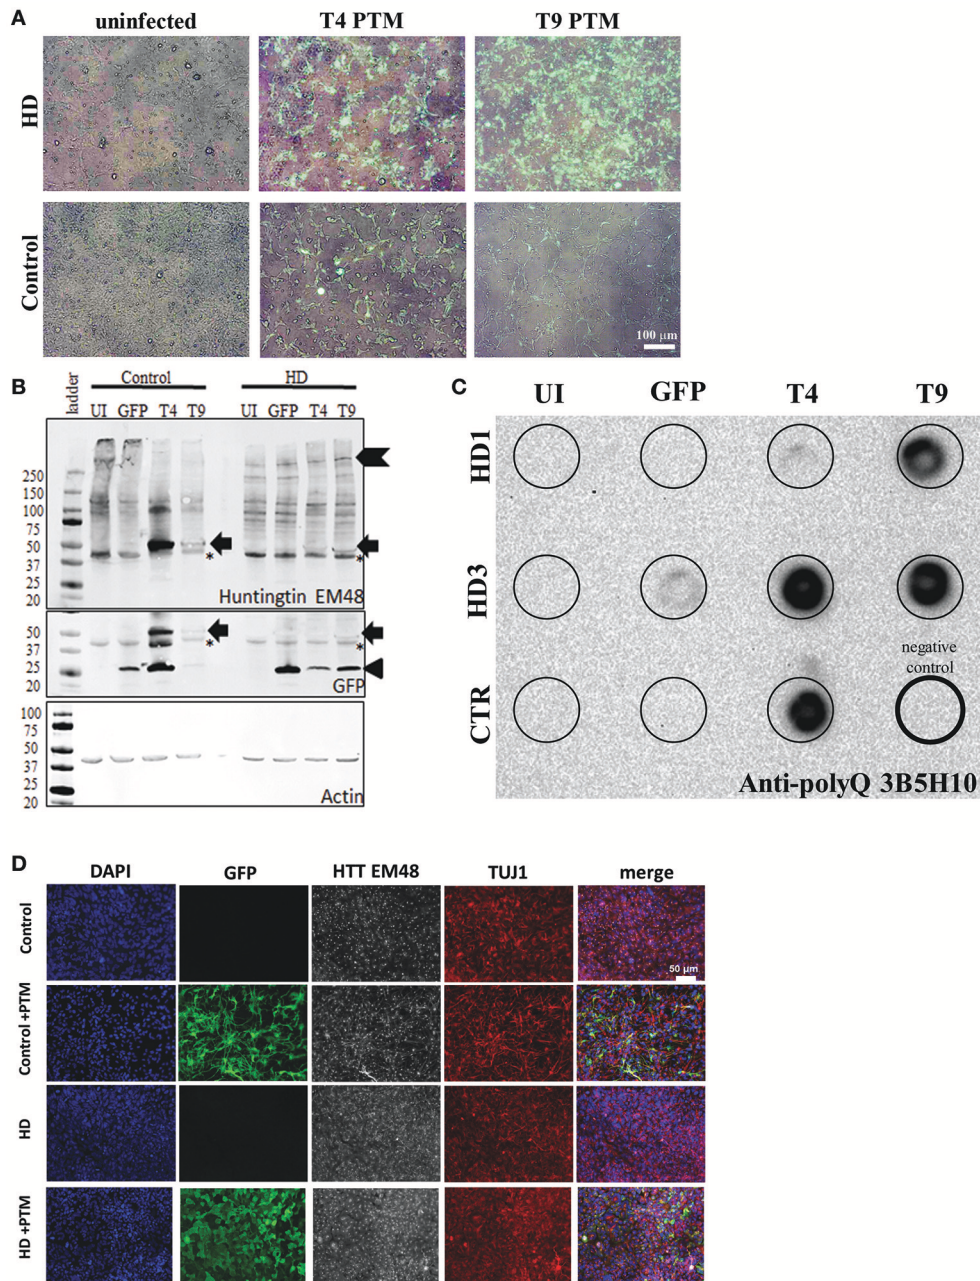 A
uninfected T4 PTM T9 PTM
HD
Control
100 µm
B
ladder
Control HD
UI GFP T4 T9 UI GFP T4 T9
250
150
100
75
50
37
25
20
*
*
Huntingtin EM48
50
37
25
20
*
*
GFP
100
75
50
37
25
20
Actin
C
UI GFP T4 T9
HD1
HD3
negative
control
CTR
Anti-polyQ 3B5H10
D
DAPI GFP HTT EM48 TUJ1 merge
Control
50 µm
Control +PTM
HD
HD +PTM